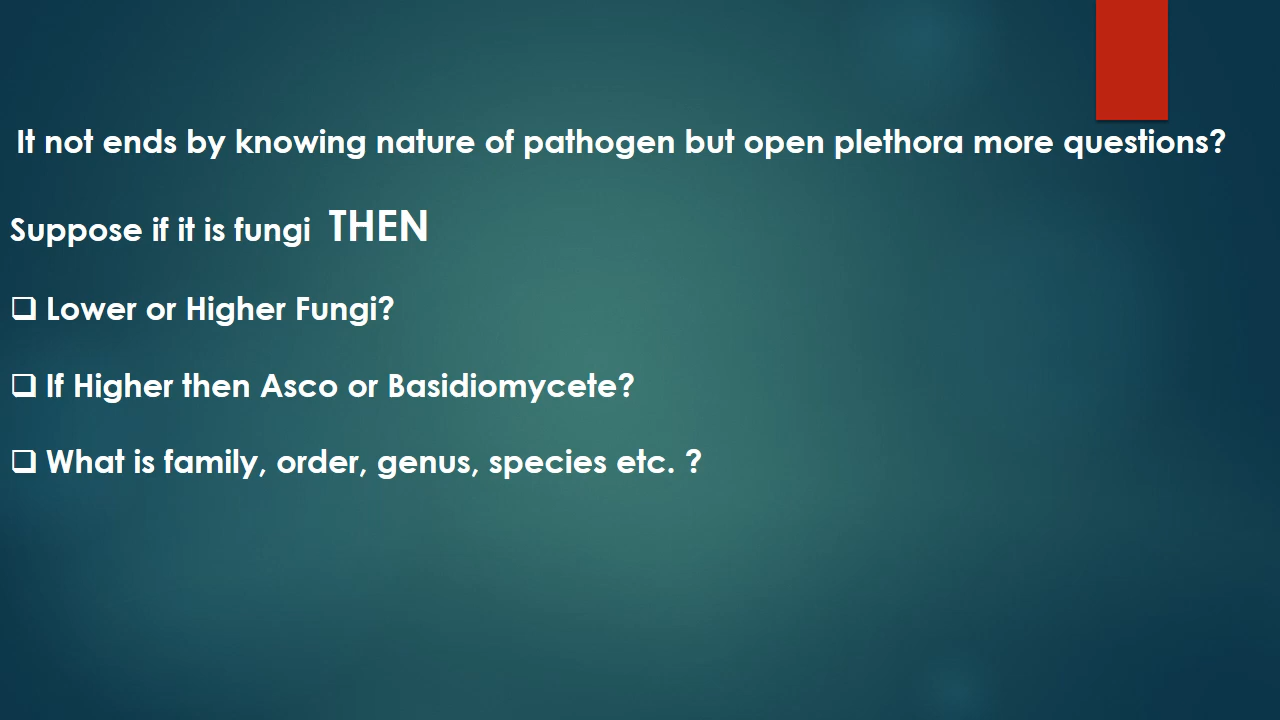 It not ends by knowing nature of pathogen but open plethora more questions?
Suppose if it is fungi THEN
❑ Lower or Higher Fungi?
❑ If Higher then Asco or Basidiomycete?
❑ What is family, order, genus, species etc. ?